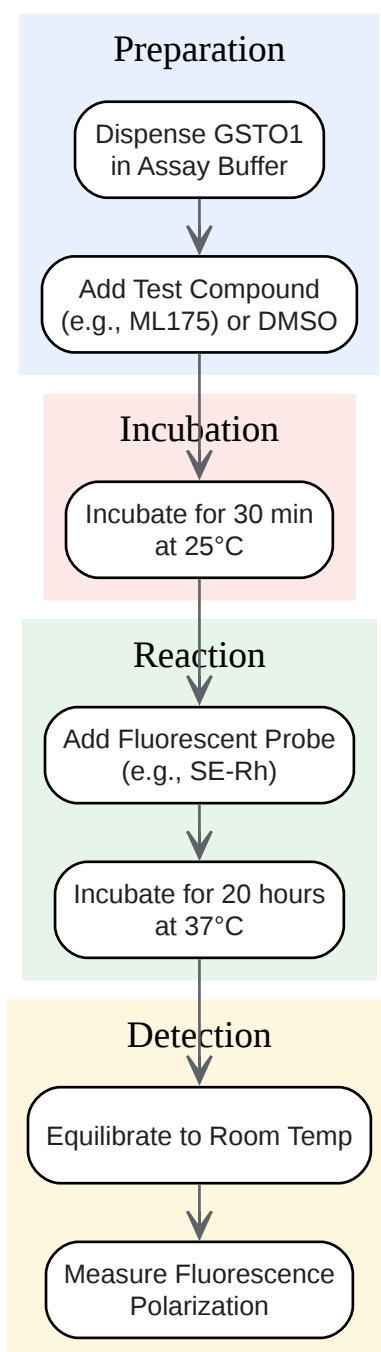 Preparation
Dispense GSTO1
in Assay Buffer
Add Test Compound
(e.g., ML175) or DMSO
Incubation
Incubate for 30 min
at 25°C
Reaction
Add Fluorescent Probe
(e.g., SE-Rh)
Incubate for 20 hours
at 37°C
Detection
Equilibrate to Room Temp
Measure Fluorescence
Polarization